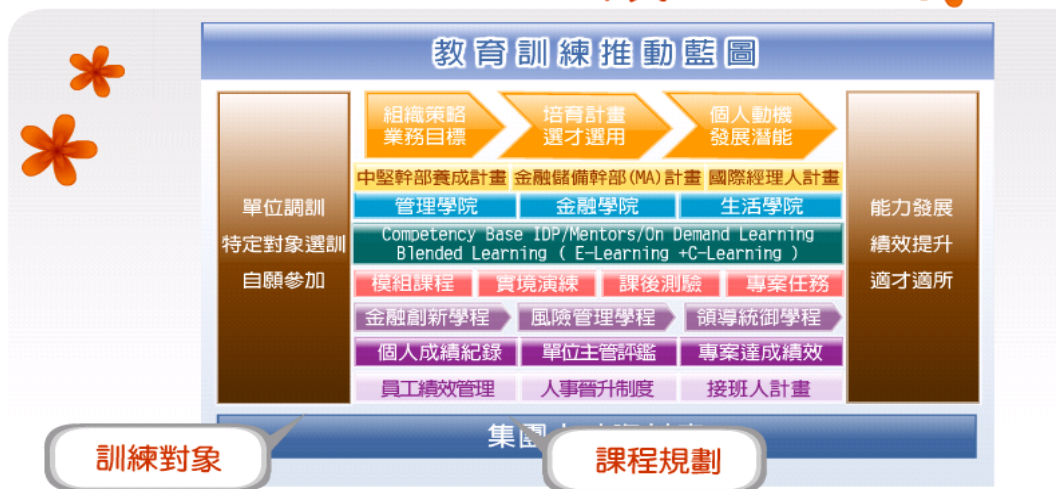 教育訓練推動藍圖
單位調訓
特定對象選訓
自願參加
組織策略
業務目標
培育計畫
選才選用
個人動機
發展潛能
中堅幹部養成計畫 金融儲備幹部(MA)計畫 國際經理人計畫
管理學院 金融學院 生活學院
Competency Base IDP/Mentors/On Demand Learning
Blended Learning ( E-Learning +C-Learning )
模組課程 實境演練 課後測驗 專案任務
金融創新學程 風險管理學程 領導統御學程
個人成績紀錄 單位主管評鑑 專案達成績效
員工績效管理 人事晉升制度 接班人計畫
能力發展
績效提升
適才適所
集團
訓練對象
課程規劃